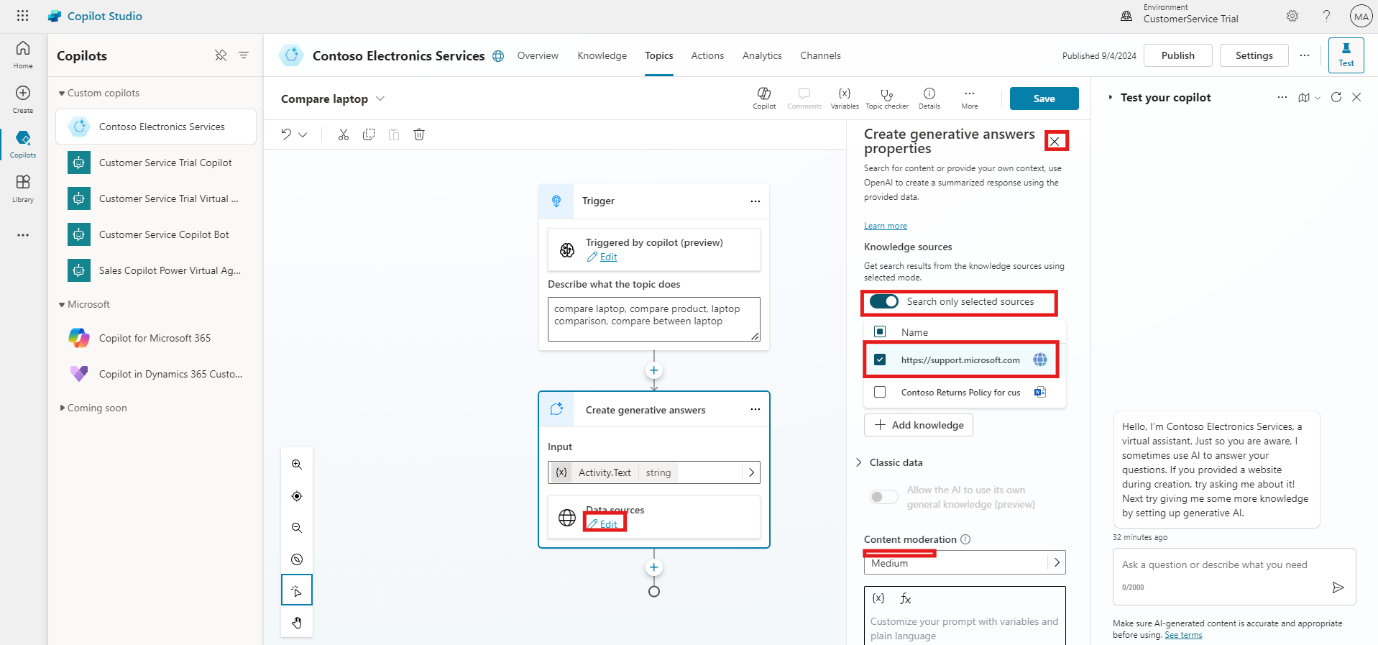 Copilot Studio
Environment
CustomerService Trial
MA
Home
Create
Copilots
Library
Copilots
Custom copilots
Contoso Electronics Services
Customer Service Trial Copilot
Customer Service Trial Virtual ...
Customer Service Copilot Bot
Sales Copilot Power Virtual Ag...
Microsoft
Copilot for Microsoft 365
Copilot in Dynamics 365 Custo...
Coming soon
Contoso Electronics Services
Overview
Knowledge
Topics
Actions
Analytics
Channels
Published 9/4/2024
Publish
Settings
Test
Compare laptop
Copilot
Comments
{x}
Variables
Topic checker
Details
More
Save
Trigger
Triggered by copilot (preview)
Edit
Describe what the topic does
compare laptop, compare product, laptop
comparison, compare between laptop
Create generative answers
Input
{x} Activity.Text string
Data sources
Edit
Create generative answers
properties
Search for content or provide your own context, use
OpenAI to create a summarized response using the
provided data.
Learn more
Knowledge sources
Get search results from the knowledge sources using
selected mode.
Search only selected sources
Name
https://support.microsoft.com
Contoso Returns Policy for cus
Add knowledge
Classic data
Allow the AI to use its own
general knowledge (preview)
Content moderation
Medium
{x} fx
Customize your prompt with variables and
plain language
Test your copilot
Hello, I'm Contoso Electronics Services, a
virtual assistant. Just so you are aware, I
sometimes use AI to answer your
questions. If you provided a website
during creation, try asking me about it!
Next try giving me some more knowledge
by setting up generative AI.
32 minutes ago
Ask a question or describe what you need
0/2000
Make sure AI-generated content is accurate and appropriate
before using. See terms